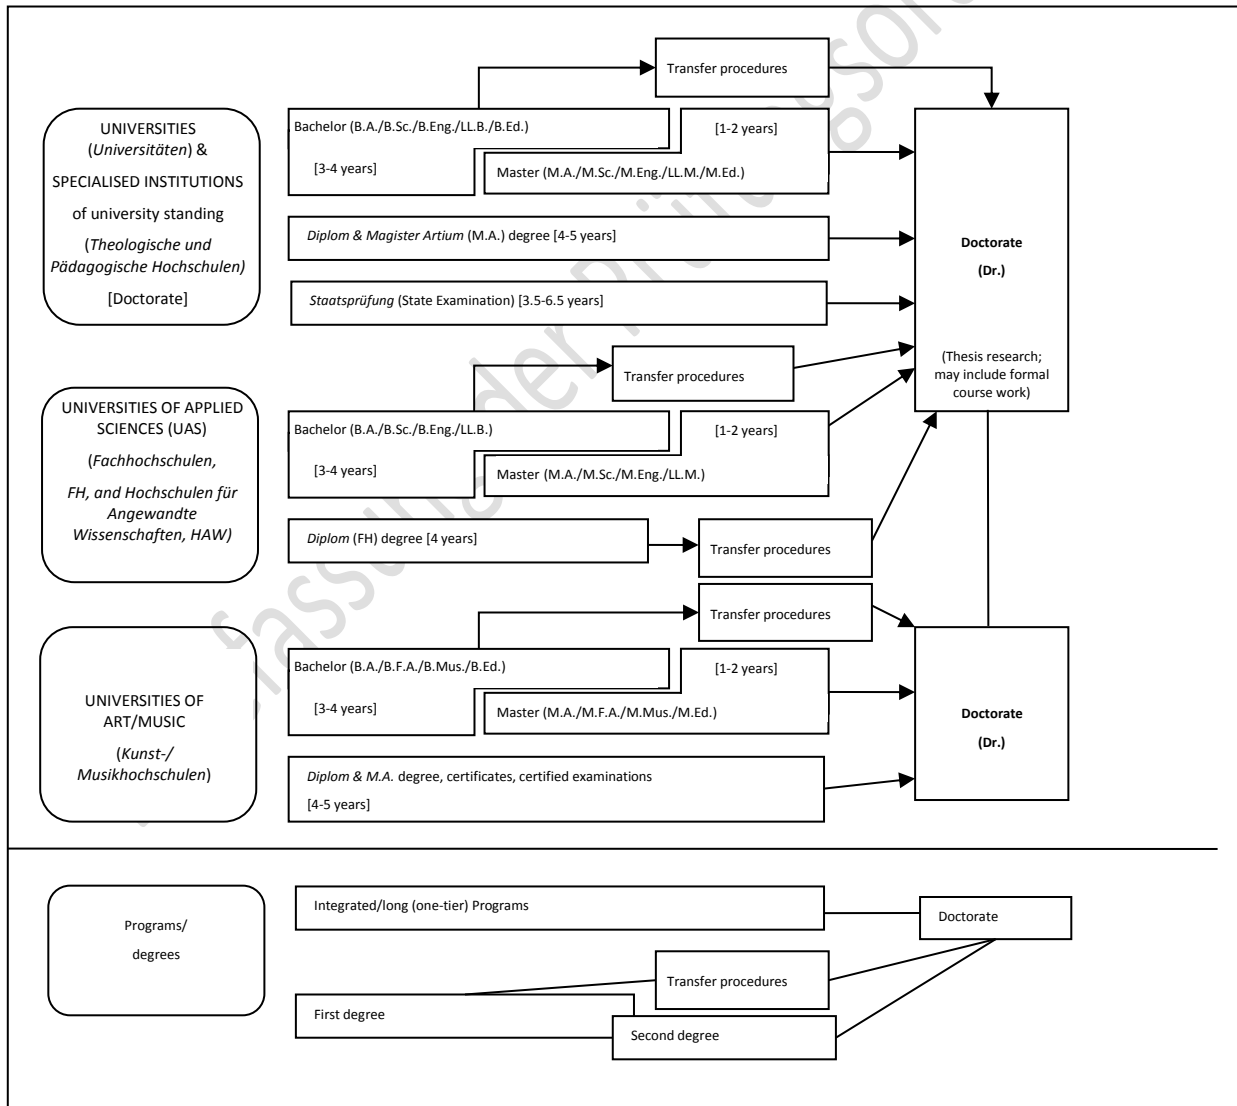 Transfer procedures
UNIVERSITIES
(Universitäten) &
SPECIALISED INSTITUTIONS
of university standing
(Theologische und
Pädagogische Hochschulen)
[Doctorate]
Bachelor (B.A./B.Sc./B.Eng./LL.B./B.Ed.)
[3-4 years]
[1-2 years]
Master (M.A./M.Sc./M.Eng./LL.M./M.Ed.)
Diplom & Magister Artium (M.A.) degree [4-5 years]
Staatsprüfung (State Examination) [3.5-6.5 years]
Doctorate
(Dr.)
(Thesis research;
may include formal
course work)
Transfer procedures
UNIVERSITIES OF APPLIED
SCIENCES (UAS)
(Fachhochschulen,
FH, and Hochschulen für
Angewandte
Wissenschaften, HAW)
Bachelor (B.A./B.Sc./B.Eng./LL.B.)
[3-4 years]
[1-2 years]
Master (M.A./M.Sc./M.Eng./LL.M.)
Diplom (FH) degree [4 years]
Transfer procedures
Transfer procedures
UNIVERSITIES OF
ART/MUSIC
(Kunst-/
Musikhochschulen)
Bachelor (B.A./B.F.A./B.Mus./B.Ed.)
[3-4 years]
[1-2 years]
Master (M.A./M.F.A./M.Mus./M.Ed.)
Diplom & M.A. degree, certificates, certified examinations
[4-5 years]
Doctorate
(Dr.)
Programs/
degrees
Integrated/long (one-tier) Programs
Doctorate
Transfer procedures
First degree
Second degree